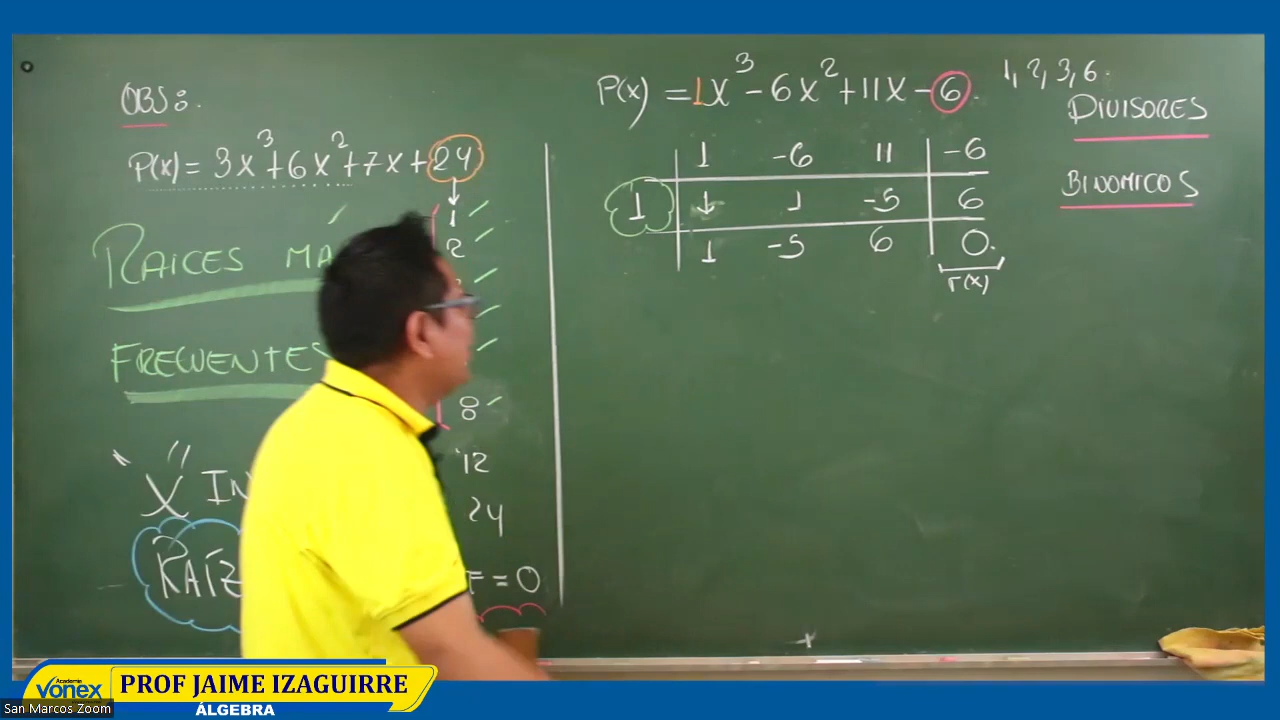 OBS:.
P(x) = 3x³+6x²+7x+24
RAICES MÁ
FRECUENTES
1
2
8
12
24
"X" IN
RAÍZ
= 0
P(x) = 1x³-6x²+11x-6.
1, 2, 3, 6.
DIVISORES
BINOMICOS
1 -6 11 -6
1 ↓ 1 -5 6
1 -5 6 0.
r(x)
Academia
vonex
PROF JAIME IZAGUIRRE
ÁLGEBRA
San Marcos Zoom